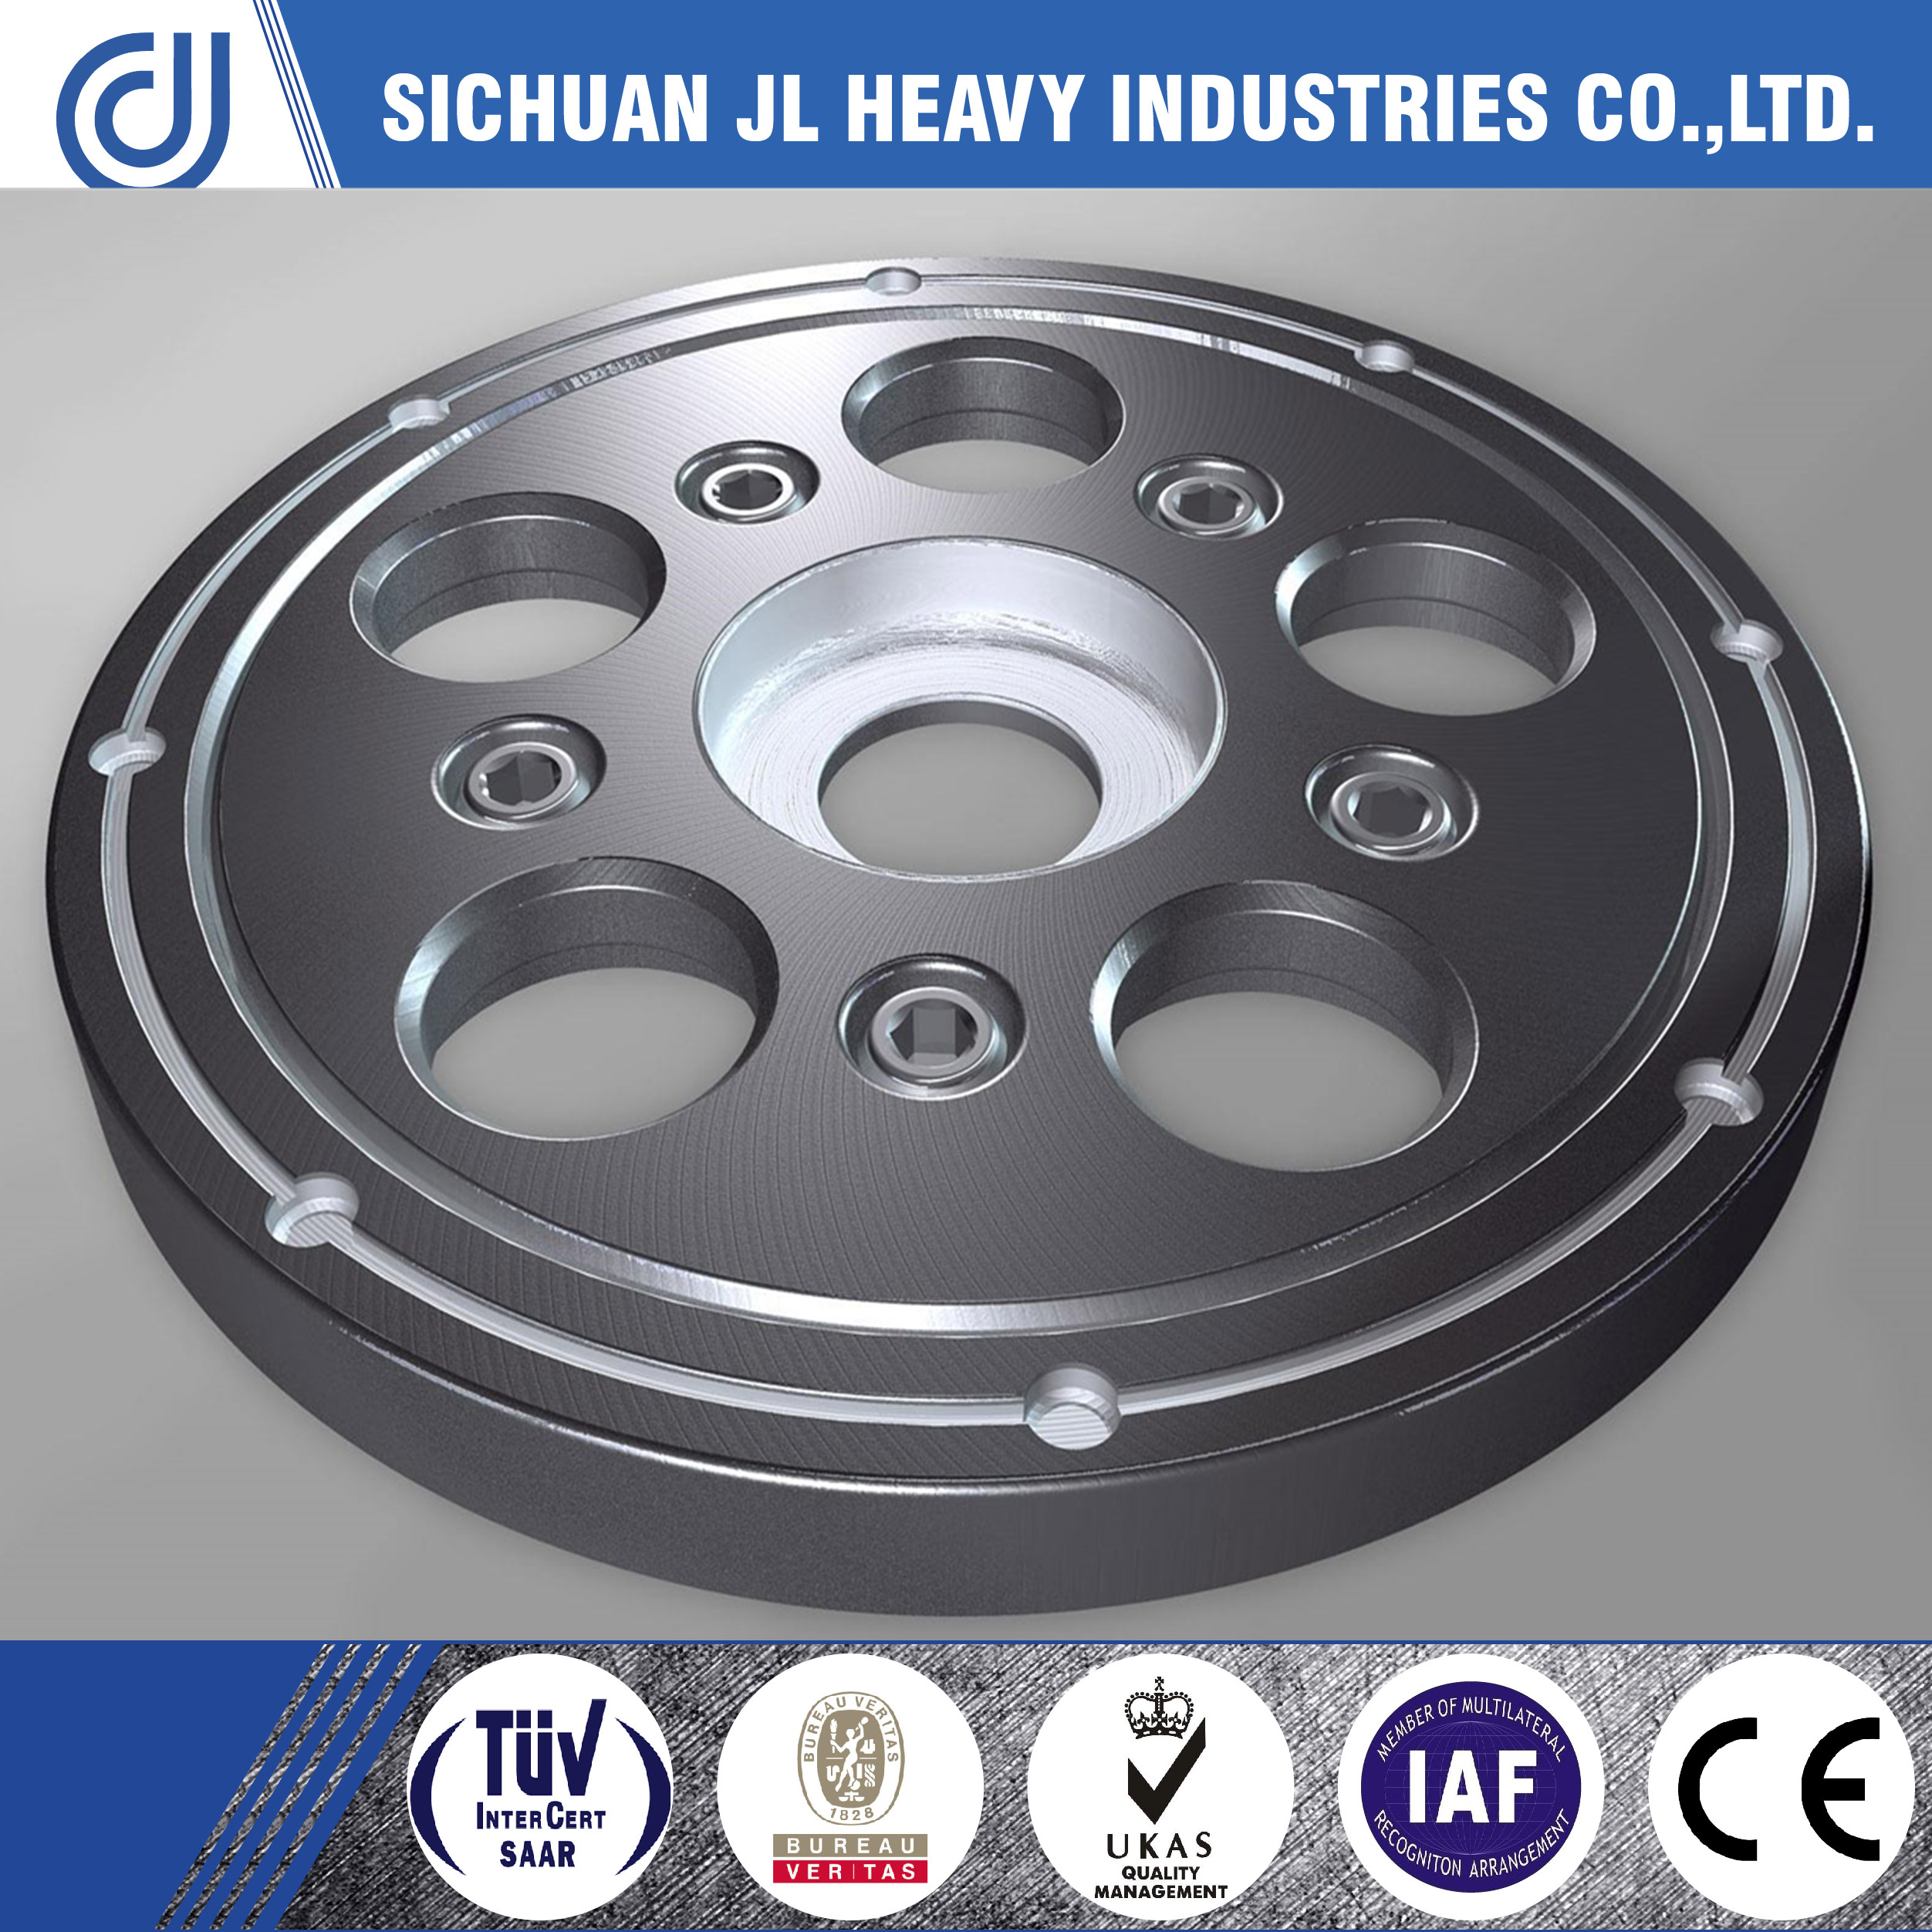 SICHUAN JL HEAVY INDUSTRIES CO.,LTD.
TÜV
INTERCERT
SAAR
BUREAU VERITAS
1828
BUREAU
VERITAS
UKAS
QUALITY
MANAGEMENT
MEMBER OF MULTILATERAL
IAF
RECOGNITON ARRANGEMENT
CE